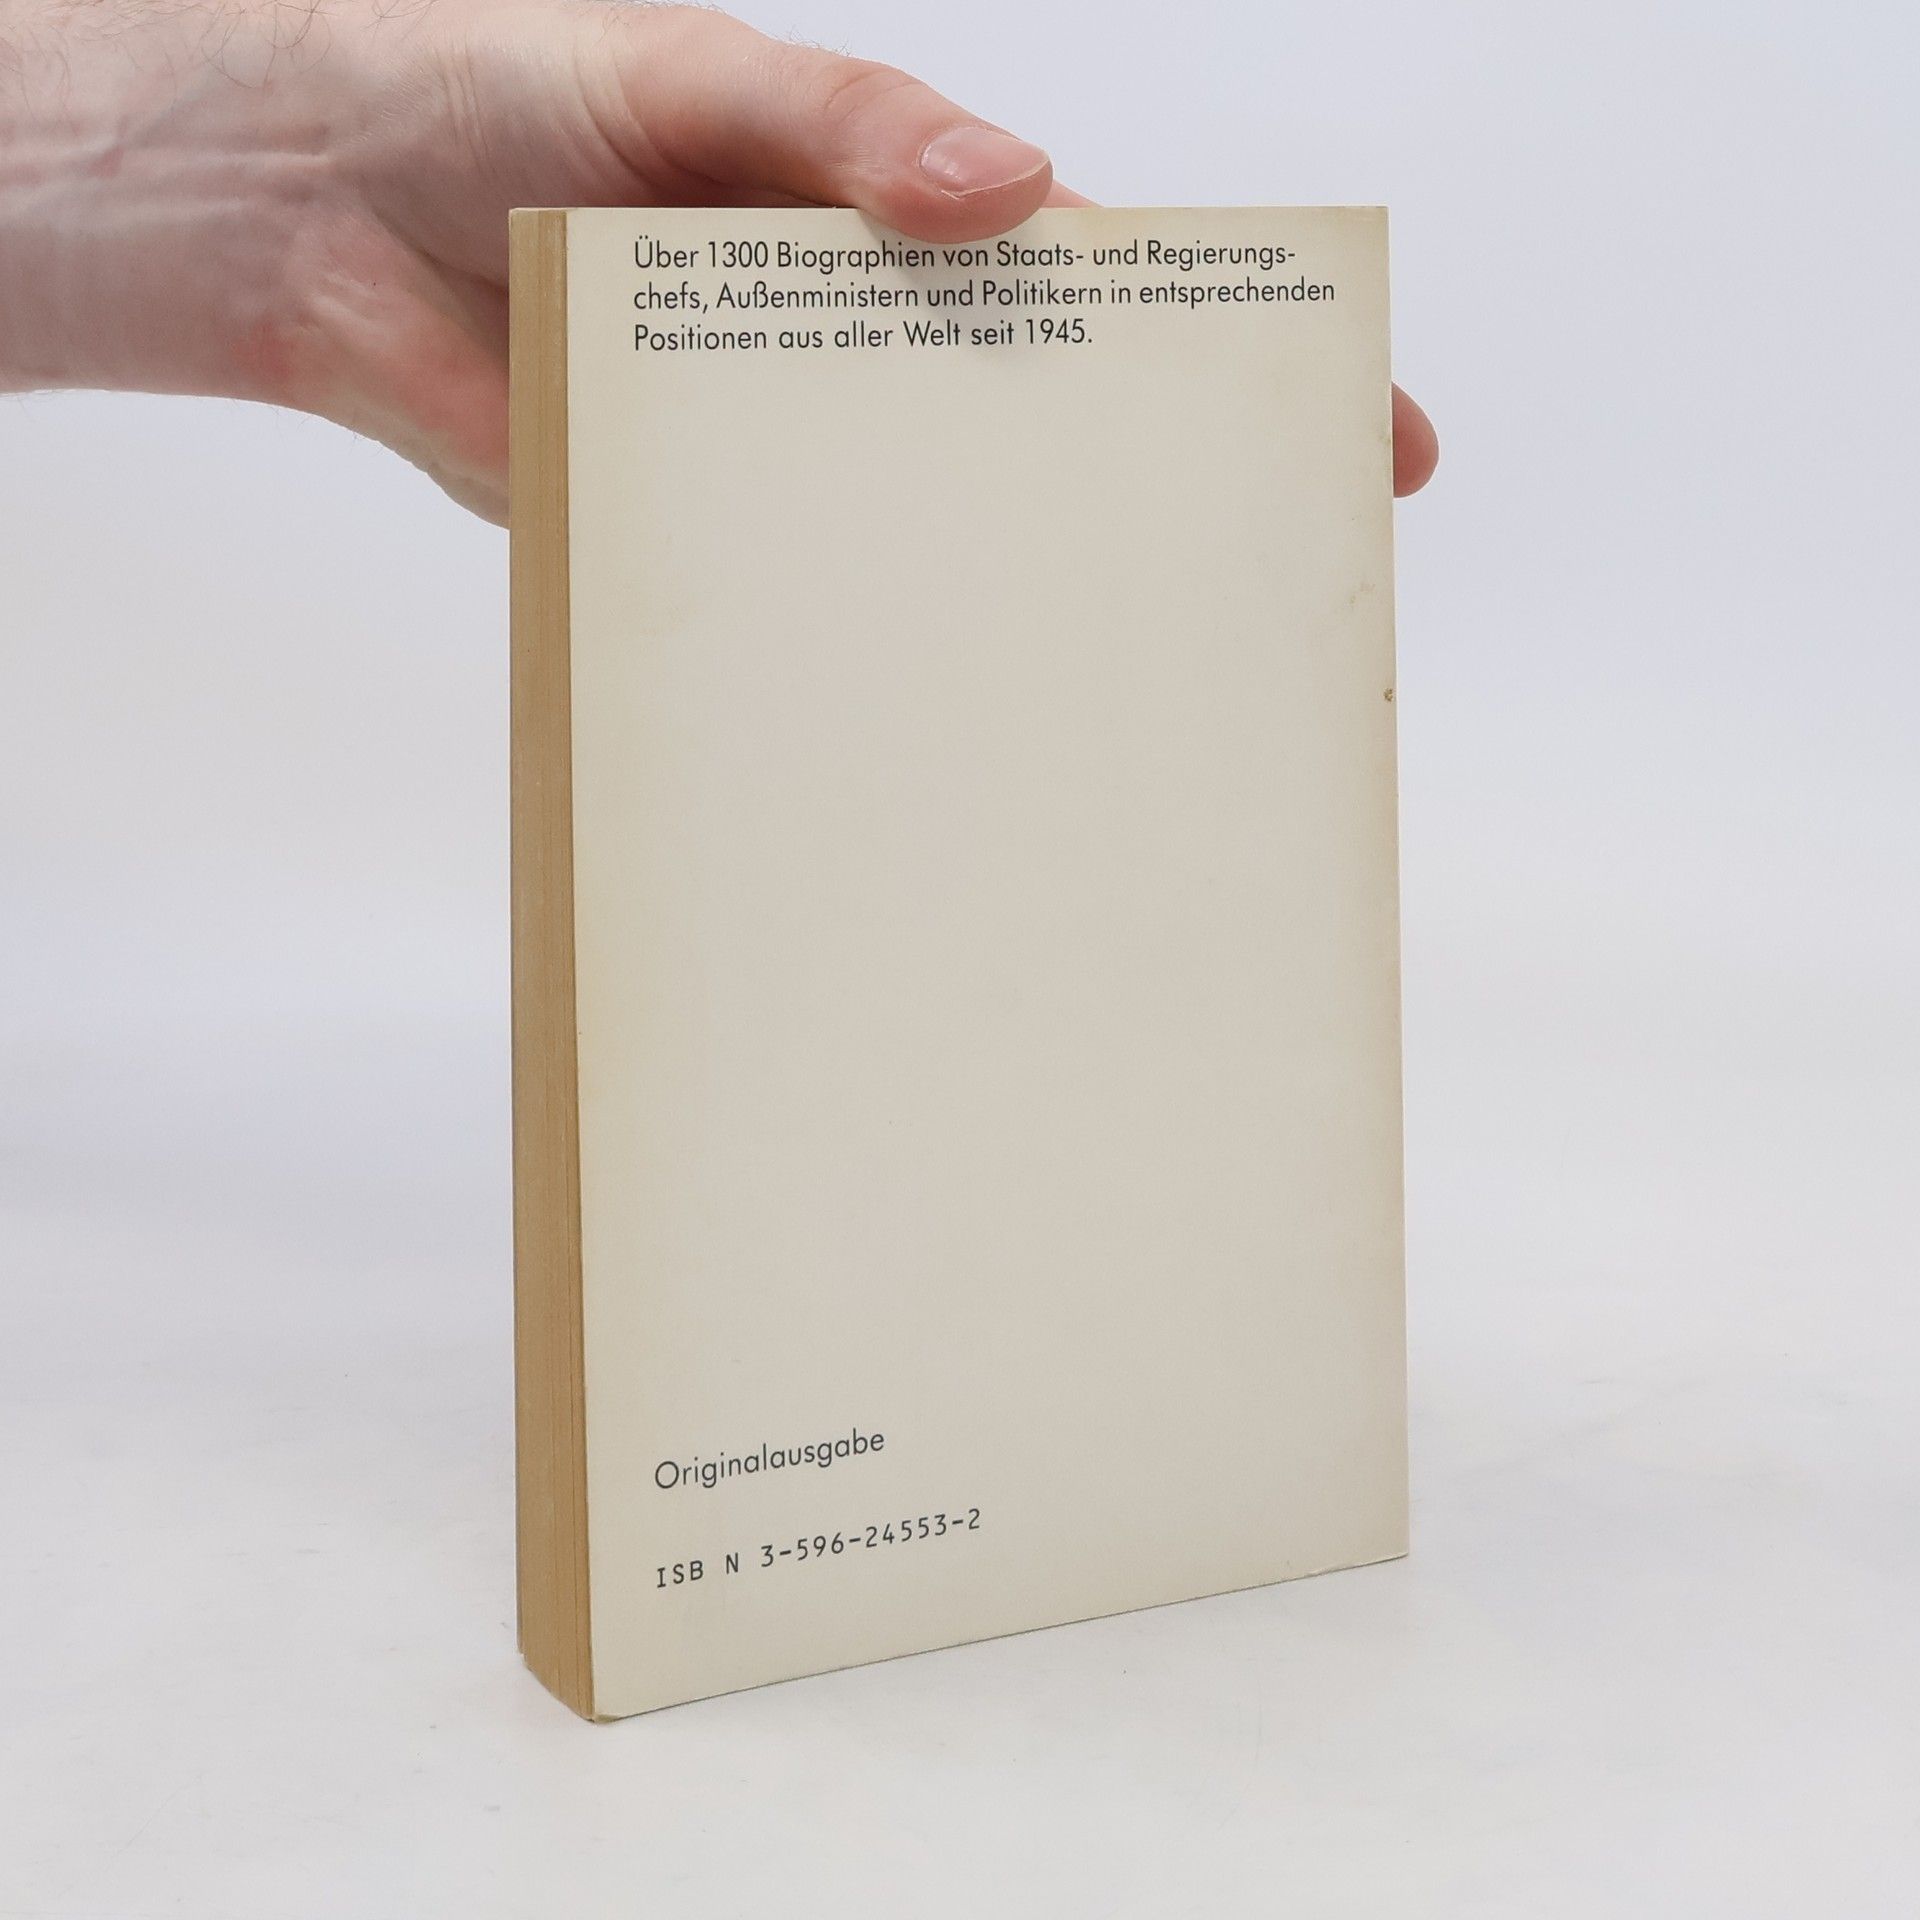 Über 1300 Biographien von Staats- und Regierungs-
chefs, Außenministern und Politikern in entsprechenden
Positionen aus aller Welt seit 1945.
Originalausgabe
ISB N 3-596-24553-2